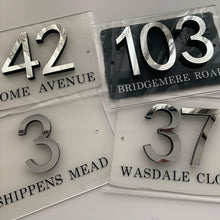 42
OME AVENUE
103
BRIDGEMERE ROA
3
SHIPPENS MEAD
37
WASDALE CLO